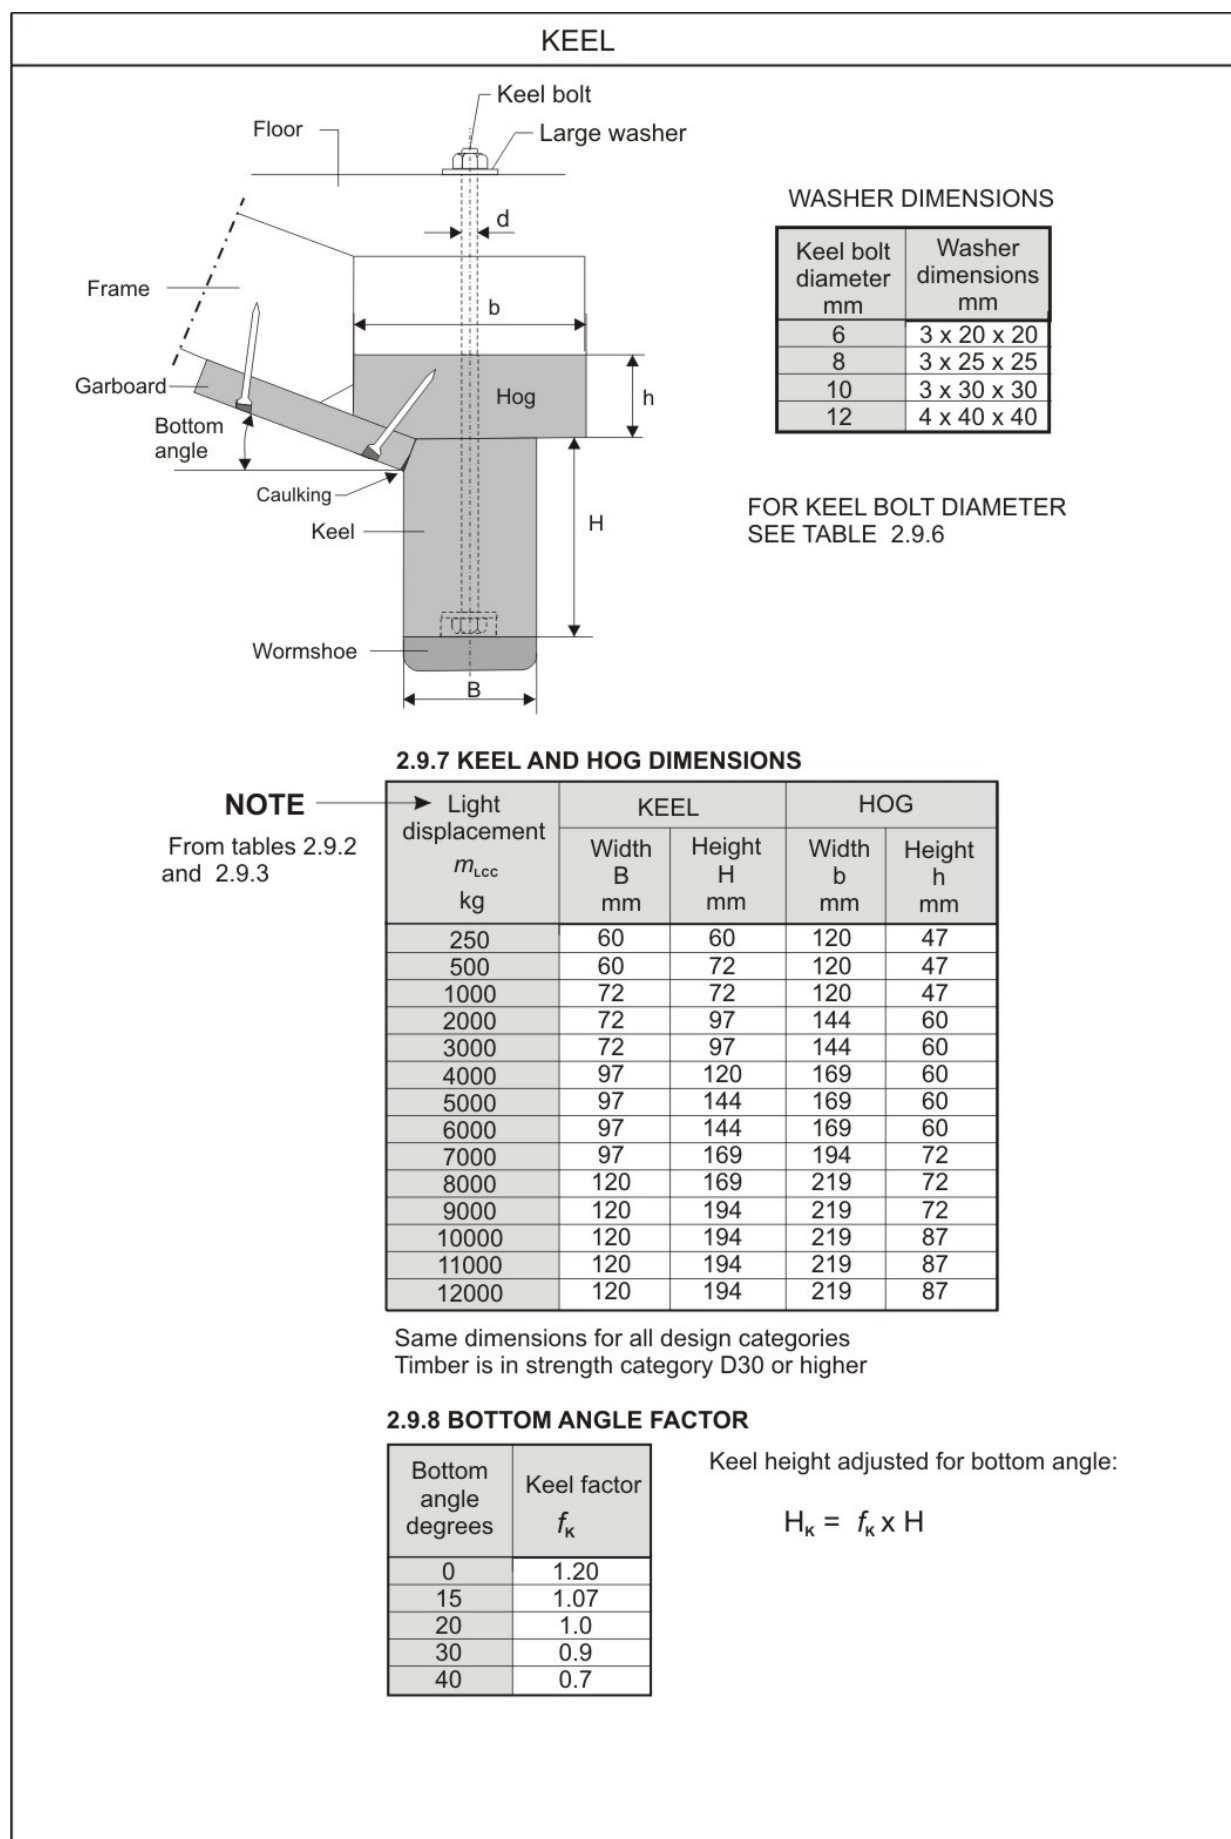 KEEL
Keel bolt
Floor
Large washer
d
Frame
b
Garboard
Hog
h
Bottom
angle
Caulking
Keel
H
Wormshoe
B
WASHER DIMENSIONS
Keel bolt diameter mm Washer dimensions mm
6 3 x 20 x 20
8 3 x 25 x 25
10 3 x 30 x 30
12 4 x 40 x 40
FOR KEEL BOLT DIAMETER
SEE TABLE 2.9.6
2.9.7 KEEL AND HOG DIMENSIONS
NOTE
From tables 2.9.2
and 2.9.3
Light displacement mLCC kg
KEEL HOG
Width B mm Height H mm Width b mm Height h mm
250 60 60 120 47
500 60 72 120 47
1000 72 72 120 47
2000 72 97 144 60
3000 72 97 144 60
4000 97 120 169 60
5000 97 144 169 60
6000 97 144 169 60
7000 97 169 194 72
8000 120 169 219 72
9000 120 194 219 72
10000 120 194 219 87
11000 120 194 219 87
12000 120 194 219 87
Same dimensions for all design categories
Timber is in strength category D30 or higher
2.9.8 BOTTOM ANGLE FACTOR
Bottom angle degrees Keel factor fK
0 1.20
15 1.07
20 1.0
30 0.9
40 0.7
Keel height adjusted for bottom angle:
HK = fK x H